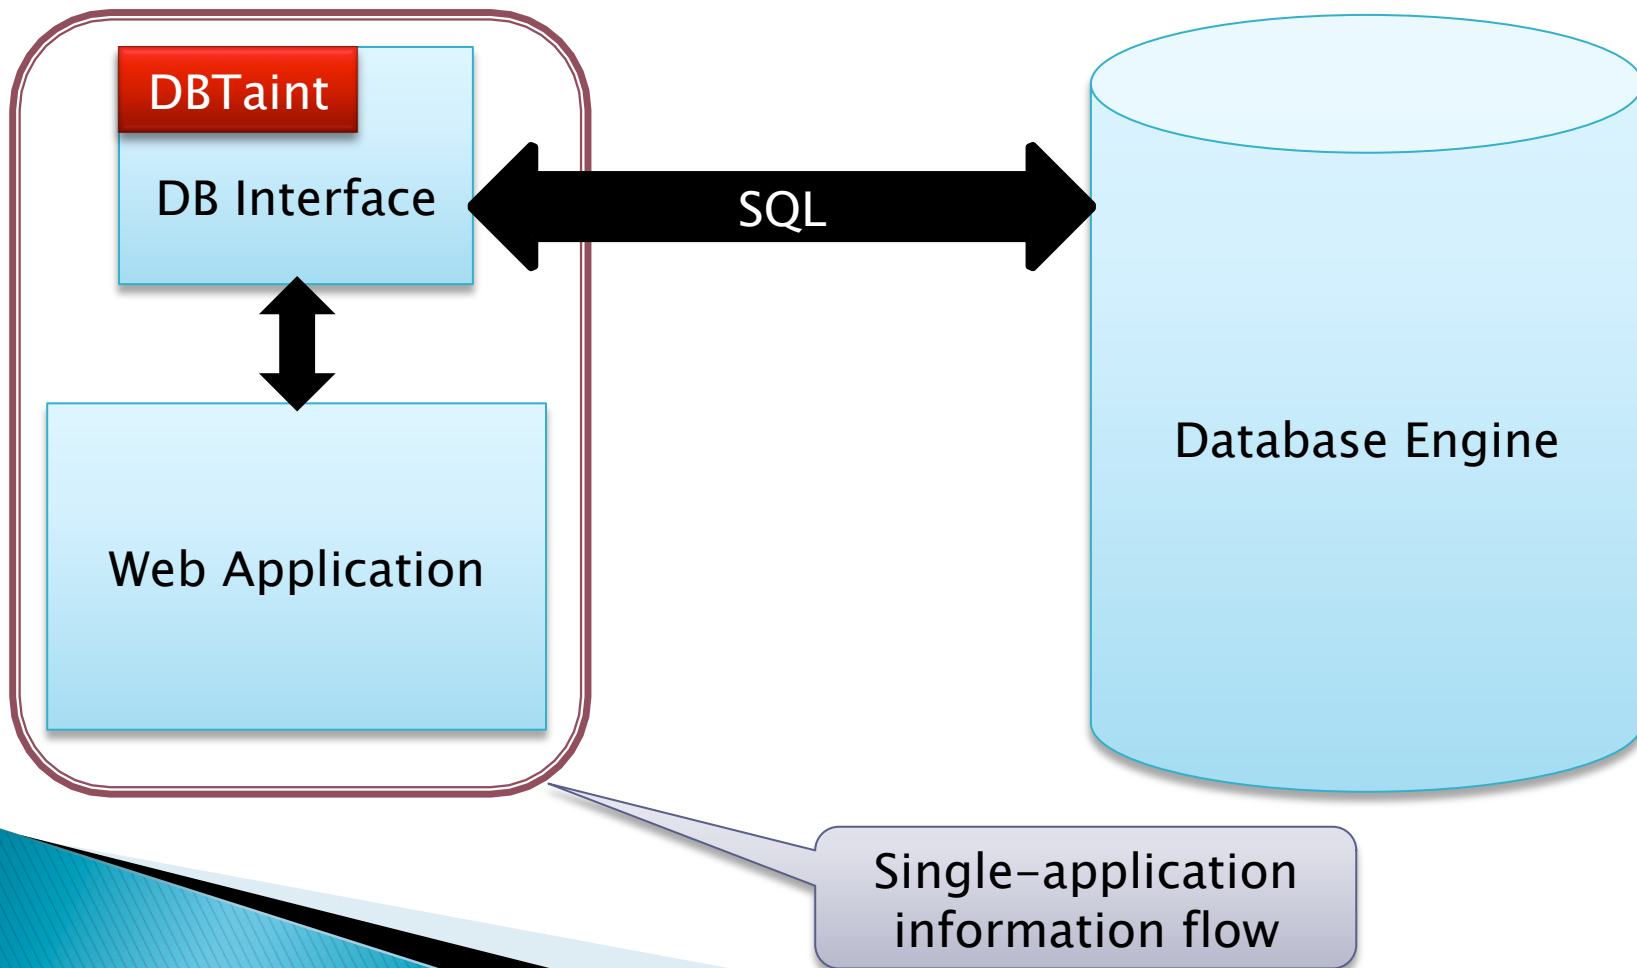 DBTaint
DB Interface
SQL
Database Engine
Web Application
Single-application
information flow